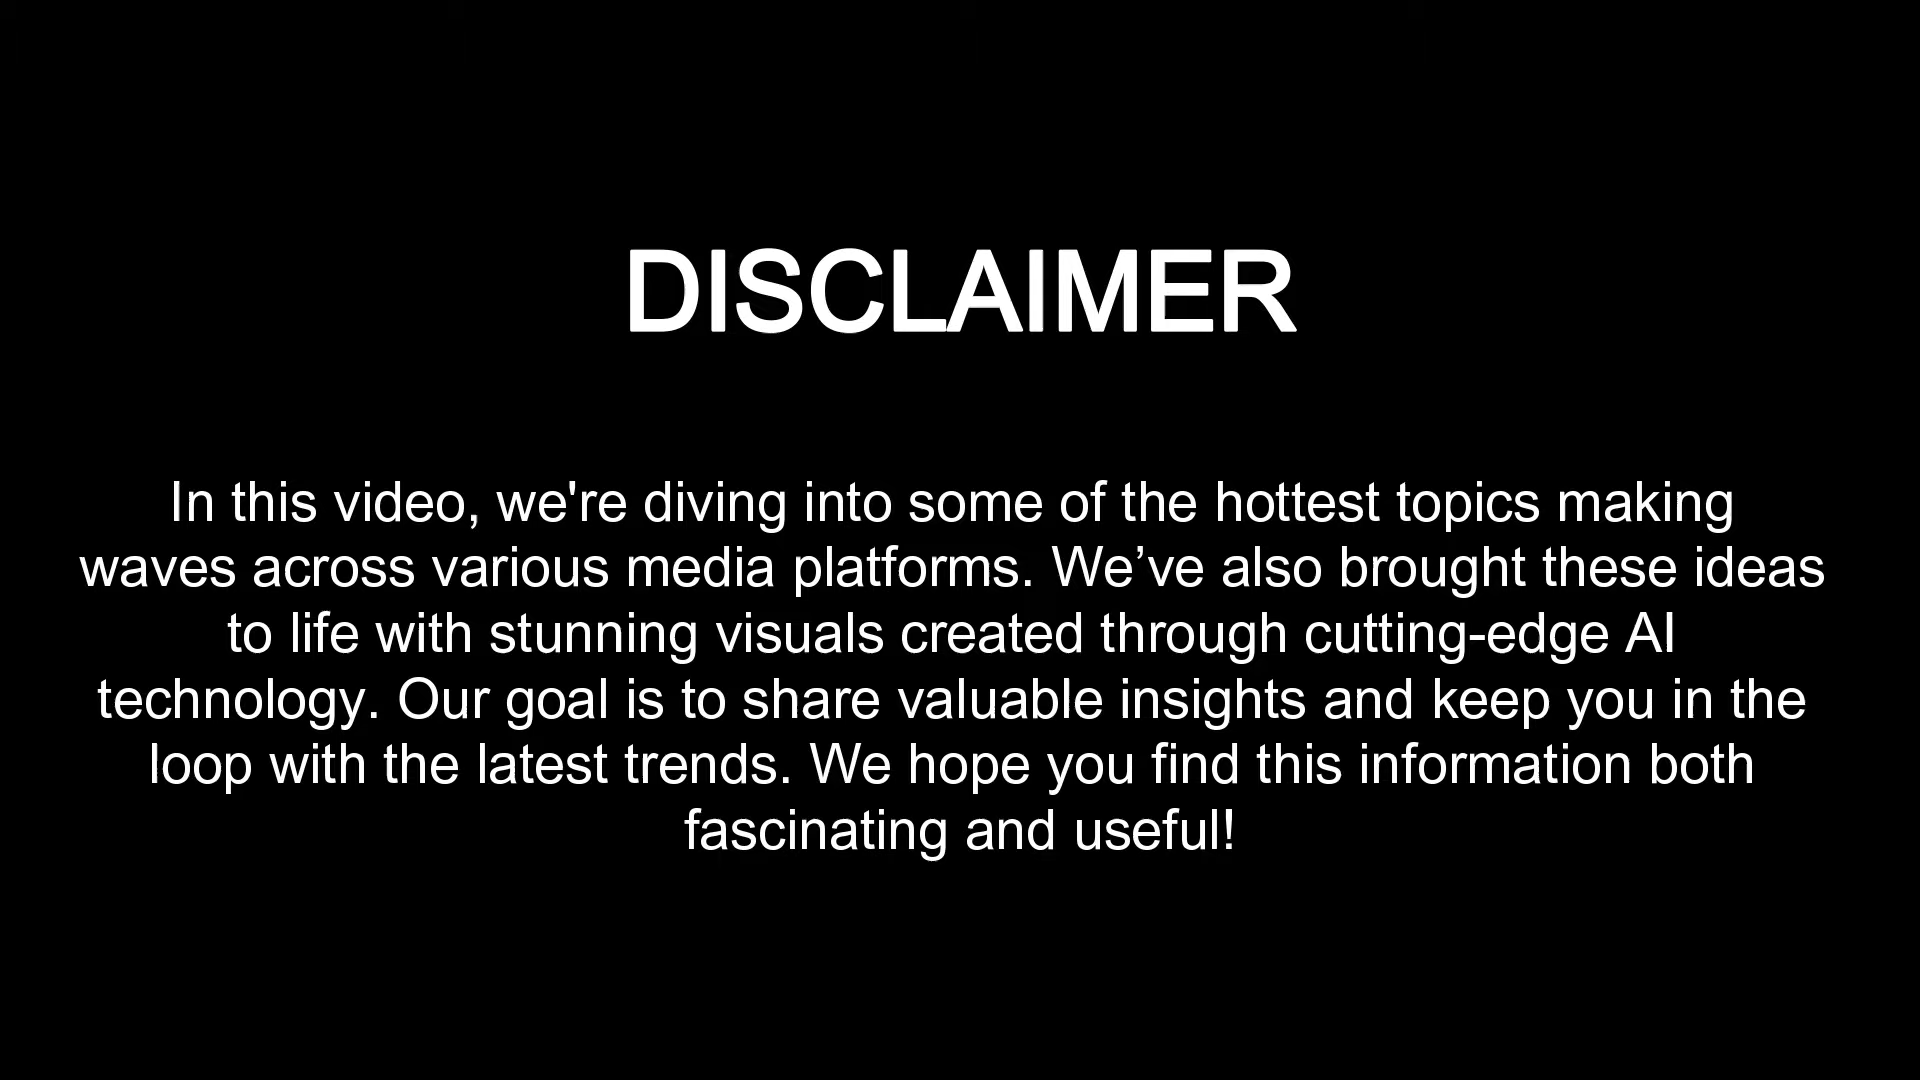 DISCLAIMER
In this video, we're diving into some of the hottest topics making
waves across various media platforms. We’ve also brought these ideas
to life with stunning visuals created through cutting-edge AI
technology. Our goal is to share valuable insights and keep you in the
loop with the latest trends. We hope you find this information both
fascinating and useful!